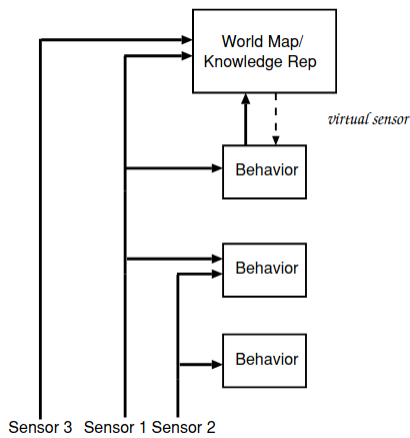 World Map/
Knowledge Rep
virtual sensor
Behavior
Behavior
Behavior
Sensor 3 Sensor 1 Sensor 2